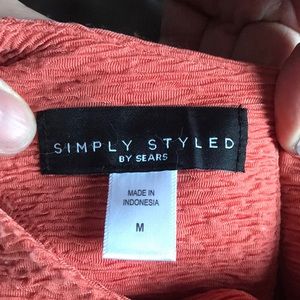 SIMPLY STYLED
BY SEARS
MADE IN
INDONESIA
M